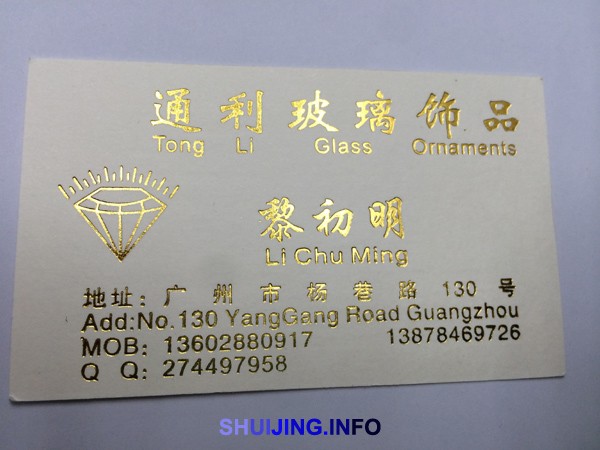 通利玻璃饰品
Tong Li Glass Ornaments
黎初明
Li Chu Ming
地址：广州市杨巷路130号
Add:No.130 YangGang Road Guangzhou
MOB：13602880917 13878469726
Q Q：274497958
SHUIJING.INFO